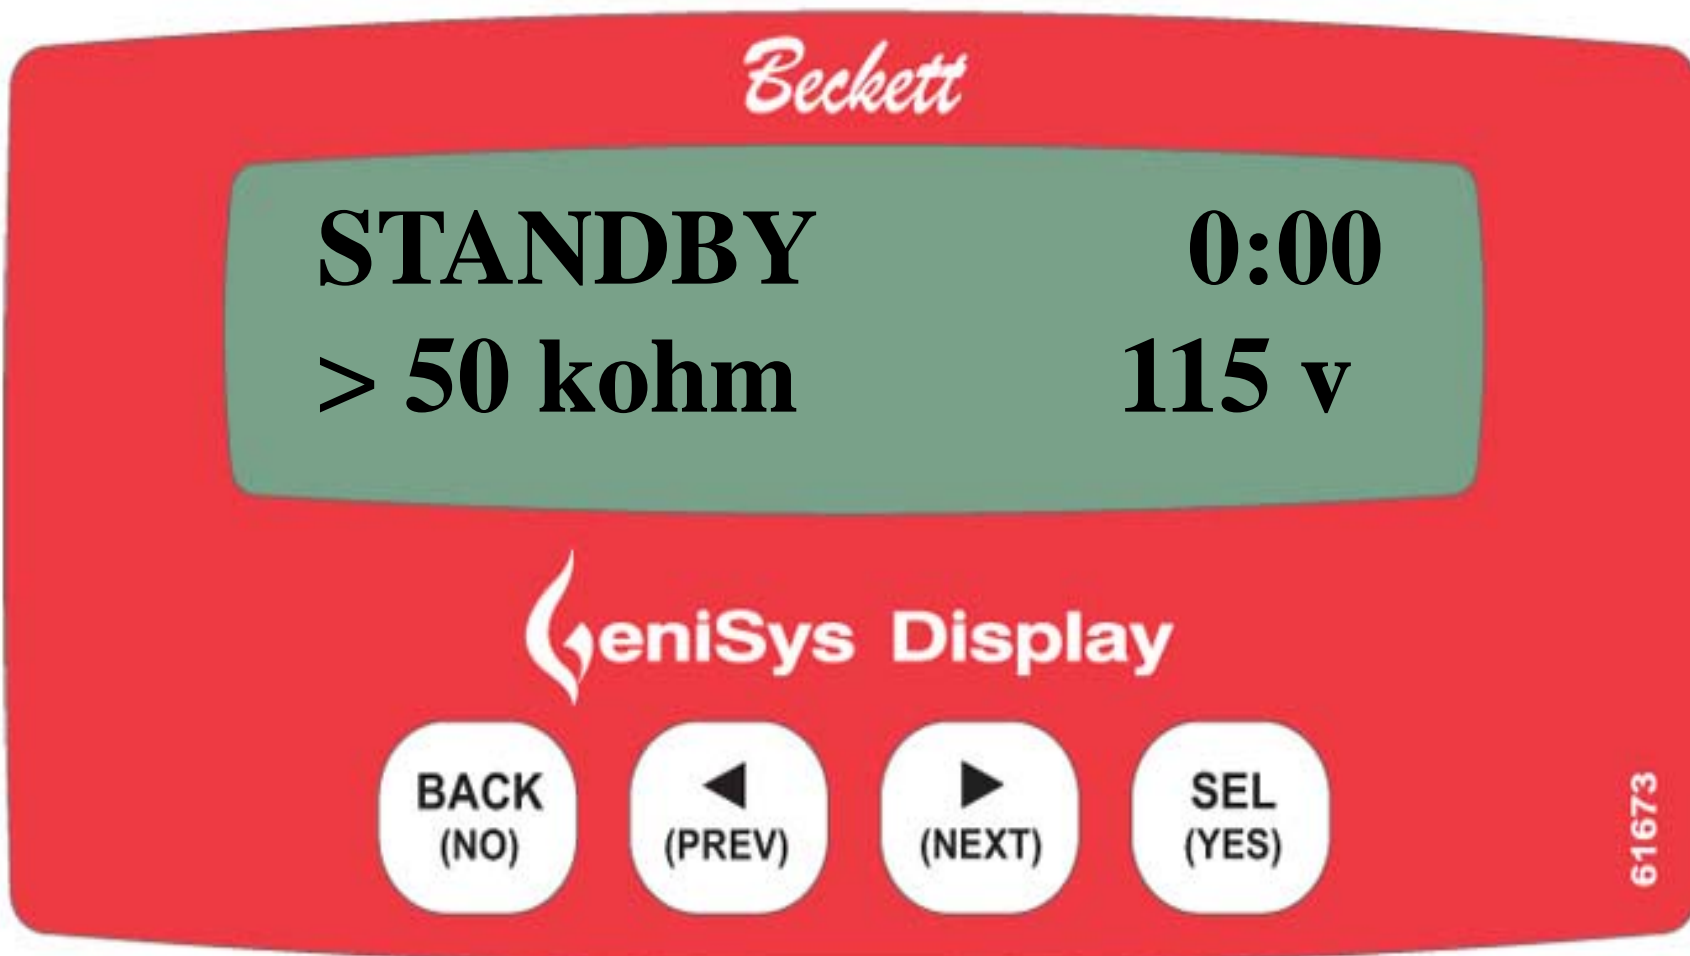 Beckett
STANDBY 0:00
> 50 kohm 115 v
GeniSys Display
BACK
(NO)
◀
(PREV)
▶
(NEXT)
SEL
(YES)
61673